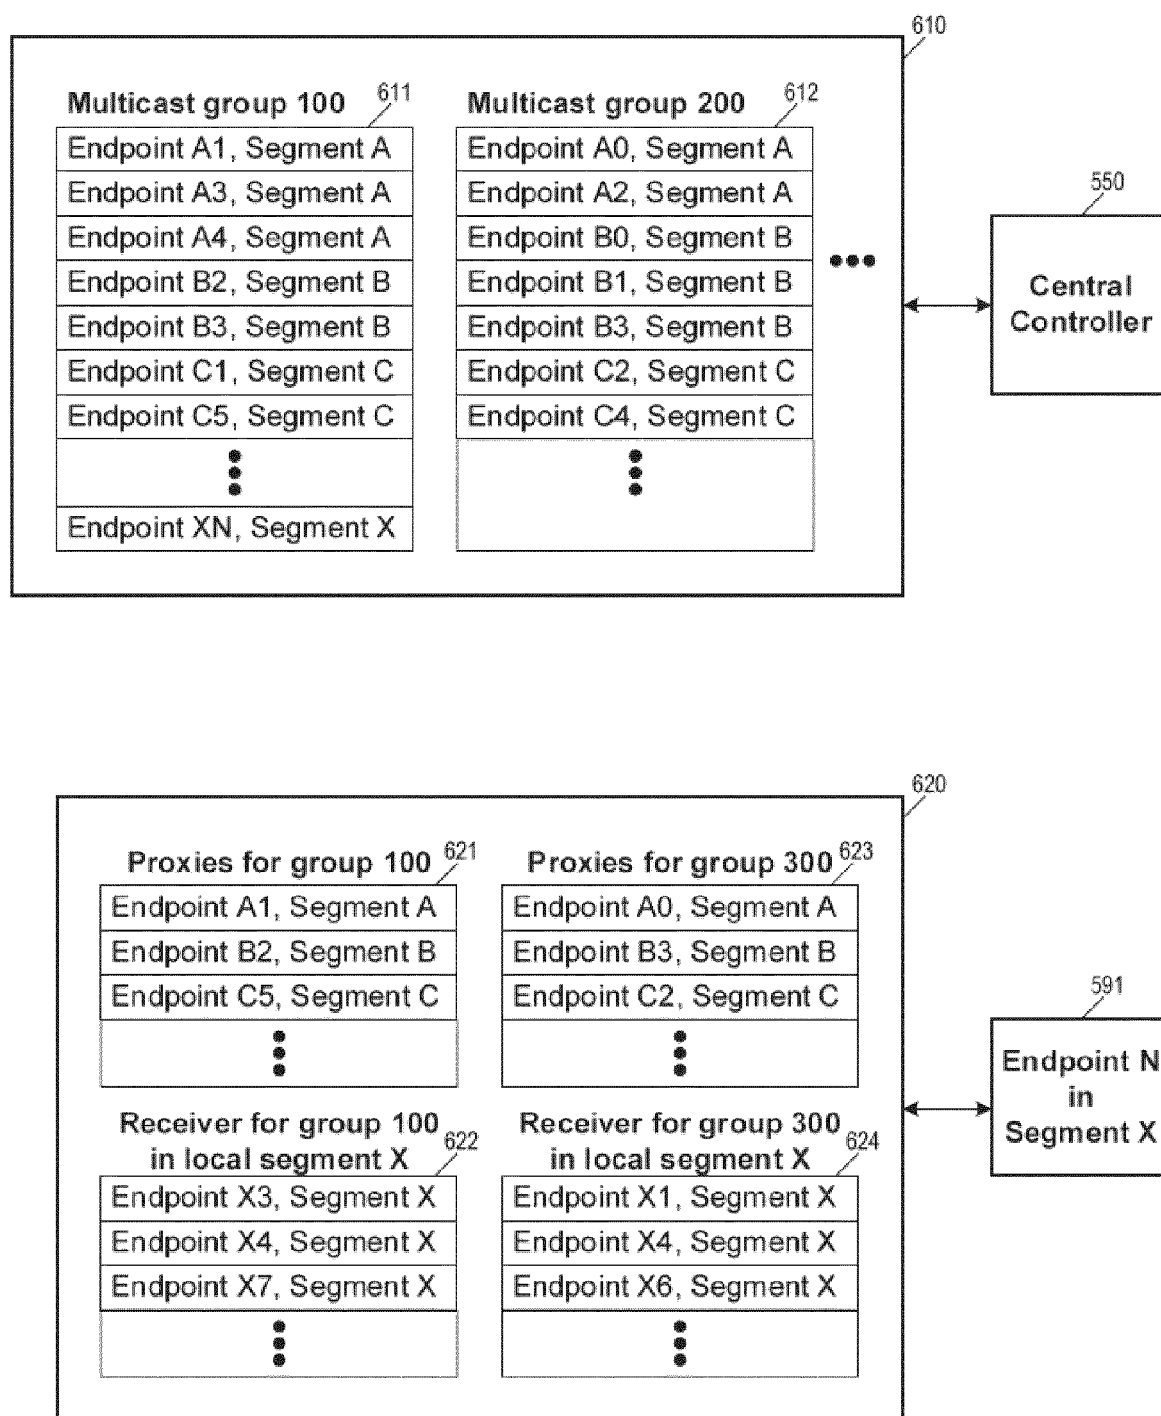 610
Multicast group 100
611
Endpoint A1, Segment A
Endpoint A3, Segment A
Endpoint A4, Segment A
Endpoint B2, Segment B
Endpoint B3, Segment B
Endpoint C1, Segment C
Endpoint C5, Segment C
Endpoint XN, Segment X
Multicast group 200
612
Endpoint A0, Segment A
Endpoint A2, Segment A
Endpoint B0, Segment B
Endpoint B1, Segment B
Endpoint B3, Segment B
Endpoint C2, Segment C
Endpoint C4, Segment C
550
Central
Controller
620
Proxies for group 100
621
Endpoint A1, Segment A
Endpoint B2, Segment B
Endpoint C5, Segment C
Proxies for group 300
623
Endpoint A0, Segment A
Endpoint B3, Segment B
Endpoint C2, Segment C
Receiver for group 100
in local segment X
622
Endpoint X3, Segment X
Endpoint X4, Segment X
Endpoint X7, Segment X
Receiver for group 300
in local segment X
624
Endpoint X1, Segment X
Endpoint X4, Segment X
Endpoint X6, Segment X
591
Endpoint N
in
Segment X